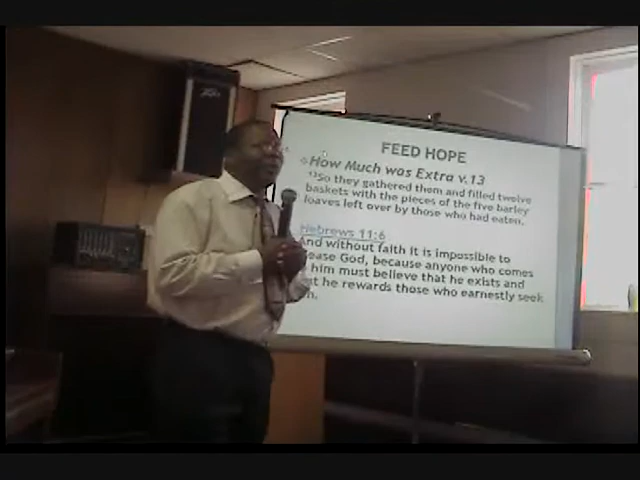 FEED HOPE
How Much was Extra v.13
So they gathered them and filled twelve
baskets with the pieces of the five barley
loaves left over by those who had eaten.
Hebrews 11:6
And without faith it is impossible to
ease God, because anyone who comes
him must believe that he exists and
he rewards those who earnestly seek
PEAVEY